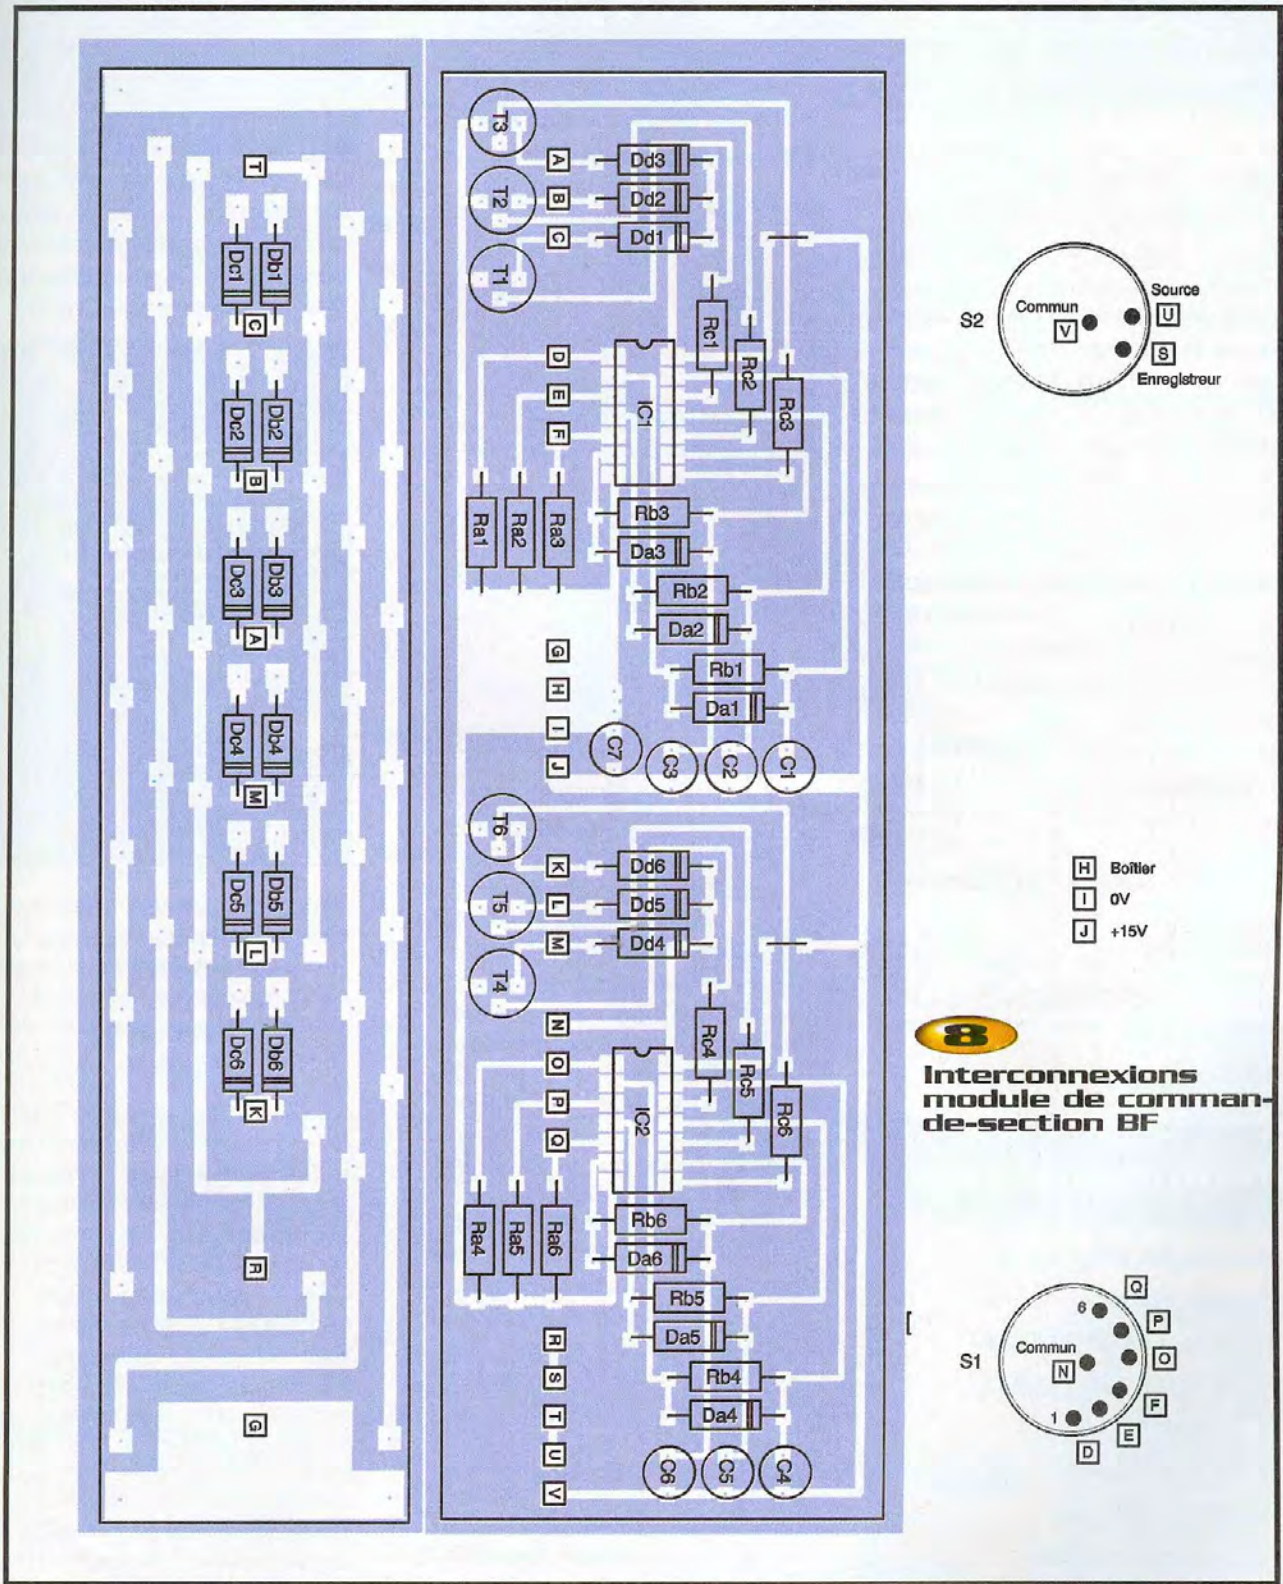 T
Dc1
Db1
C
Dc2
Db2
B
Dc3
Db3
A
Dc4
Db4
M
Dc5
Db5
L
Dc6
Db6
K
R
G
T3
T2
T1
A
B
C
Dd3
Dd2
Dd1
D
E
F
IC1
Rc1
Rc2
Rc3
Ra1
Ra2
Ra3
Rb3
Da3
Rb2
Da2
Rb1
Da1
G
H
I
J
C7
C3
C2
C1
T6
T5
T4
K
L
M
Dd6
Dd5
Dd4
N
O
P
Q
IC2
Rc4
Rc5
Rc6
Ra4
Ra5
Ra6
Rb6
Da6
Rb5
Da5
Rb4
Da4
R
S
T
U
V
C6
C5
C4
S2
Commun
V
Source
U
S
Enregistreur
H Boîtier
I 0V
J +15V
8
Interconnexions
module de comman-
de-section BF
S1
Commun
N
6
1
Q
P
O
F
E
D